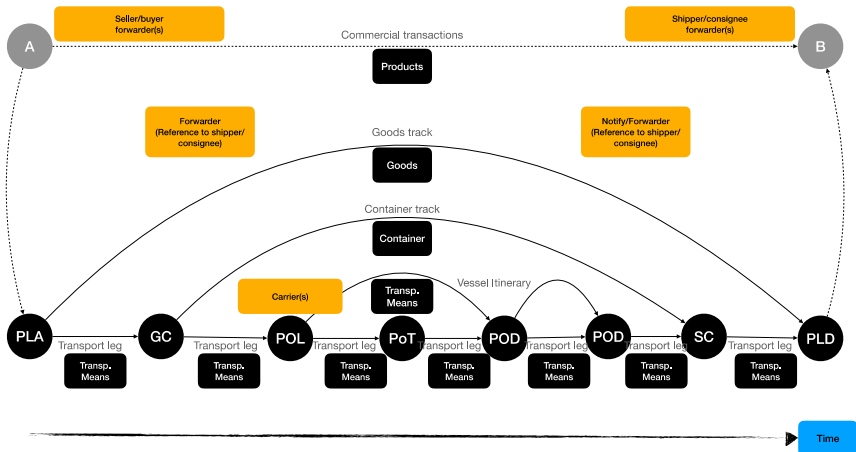 Seller/buyer
forwarder(s)
Shipper/consignee
forwarder(s)
A
Commercial transactions
B
Products
Forwarder
(Reference to shipper/
consignee)
Notify/Forwarder
(Reference to shipper/
consignee)
Goods track
Goods
Container track
Container
Carrier(s)
Vessel Itinerary
Transp.
Means
PLA
GC
POL
PoT
POD
POD
SC
PLD
Transport leg
Transport leg
Transport leg
Transport leg
Transport leg
Transport leg
Transport leg
Transp.
Means
Transp.
Means
Transp.
Means
Transp.
Means
Transp.
Means
Transp.
Means
Transp.
Means
Time